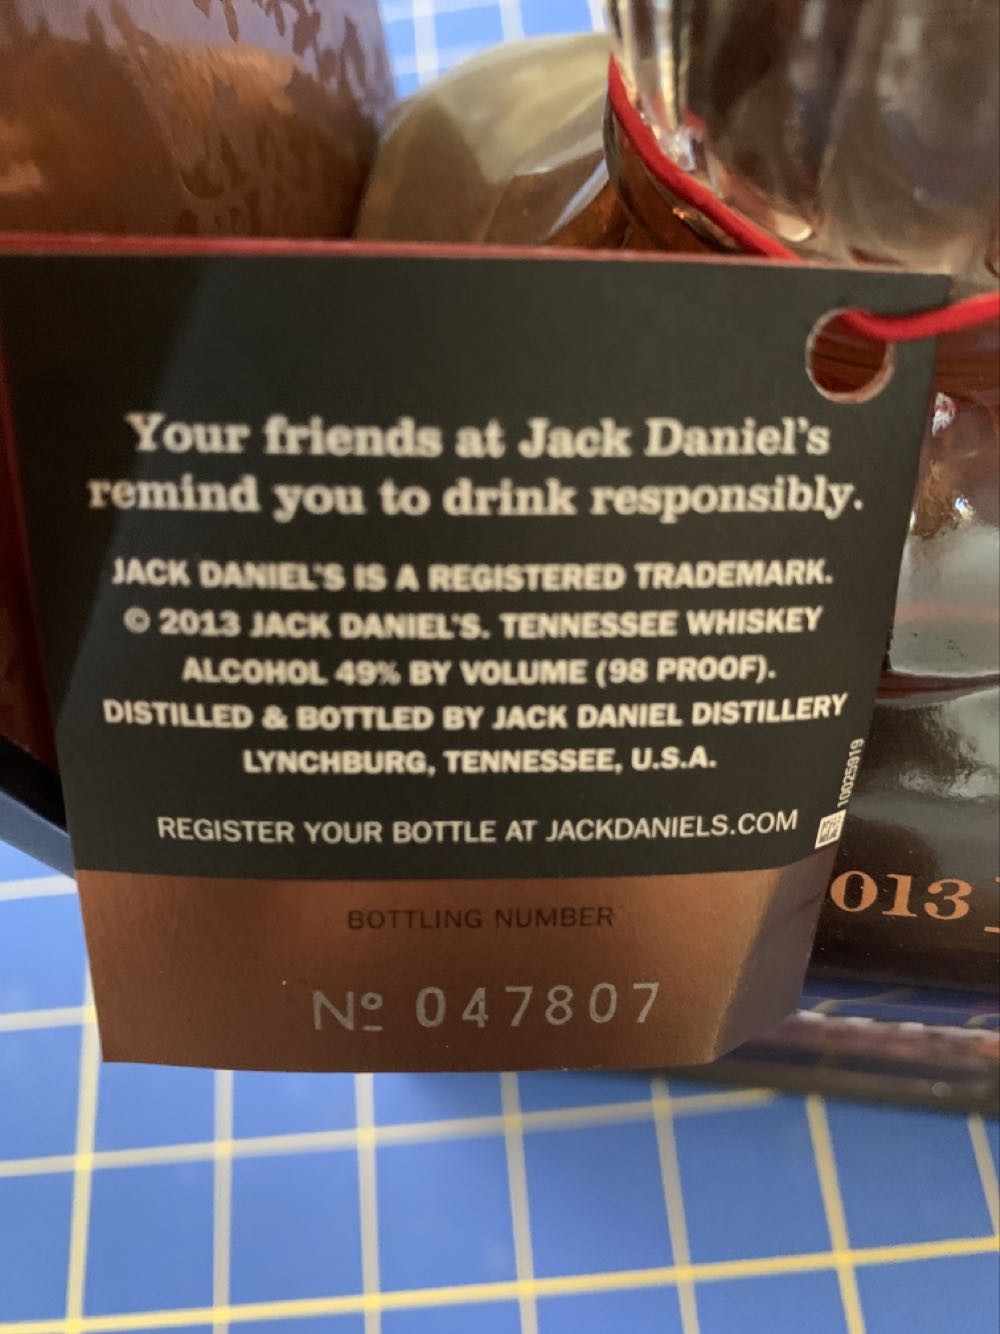 Your friends at Jack Daniel's
remind you to drink responsibly.
JACK DANIEL'S IS A REGISTERED TRADEMARK.
© 2013 JACK DANIEL'S. TENNESSEE WHISKEY
ALCOHOL 49% BY VOLUME (98 PROOF).
DISTILLED & BOTTLED BY JACK DANIEL DISTILLERY
LYNCHBURG, TENNESSEE, U.S.A.
10025919
REGISTER YOUR BOTTLE AT JACKDANIELS.COM
BOTTLING NUMBER
Nº 047807
013